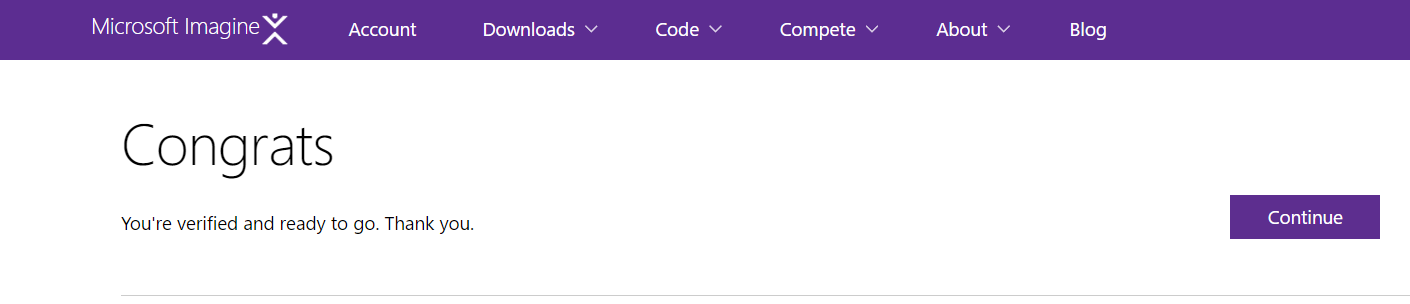 Microsoft Imagine Account Downloads Code Compete About Blog
Congrats
You're verified and ready to go. Thank you.
Continue